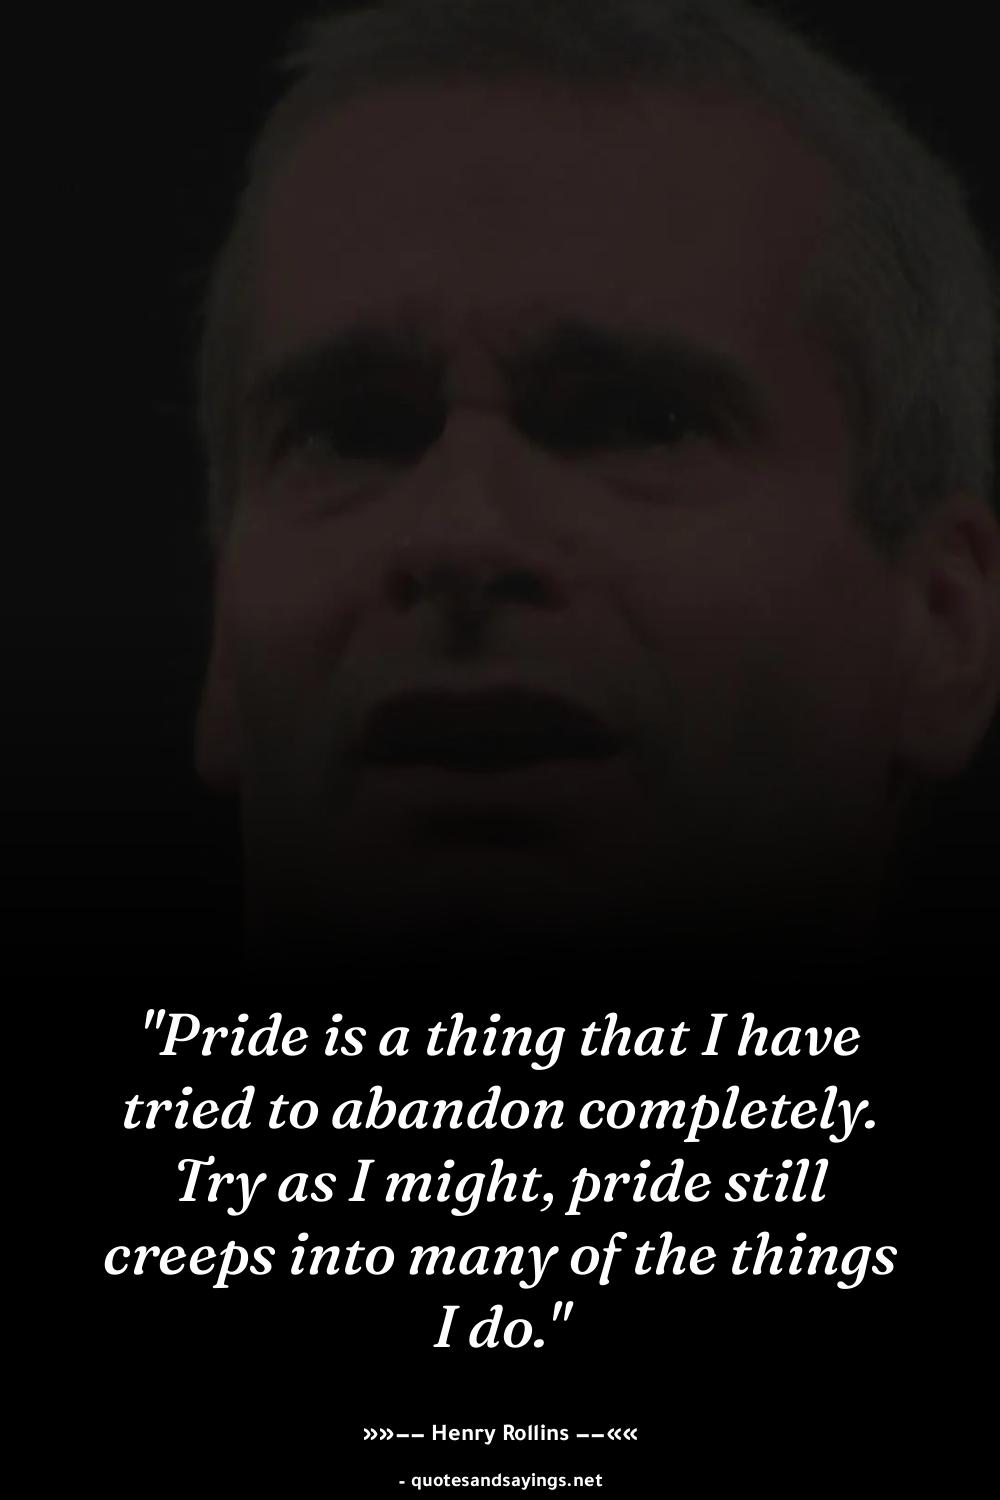 "Pride is a thing that I have
tried to abandon completely.
Try as I might, pride still
creeps into many of the things
I do."
»»–– Henry Rollins ––««
- quotesandsayings.net